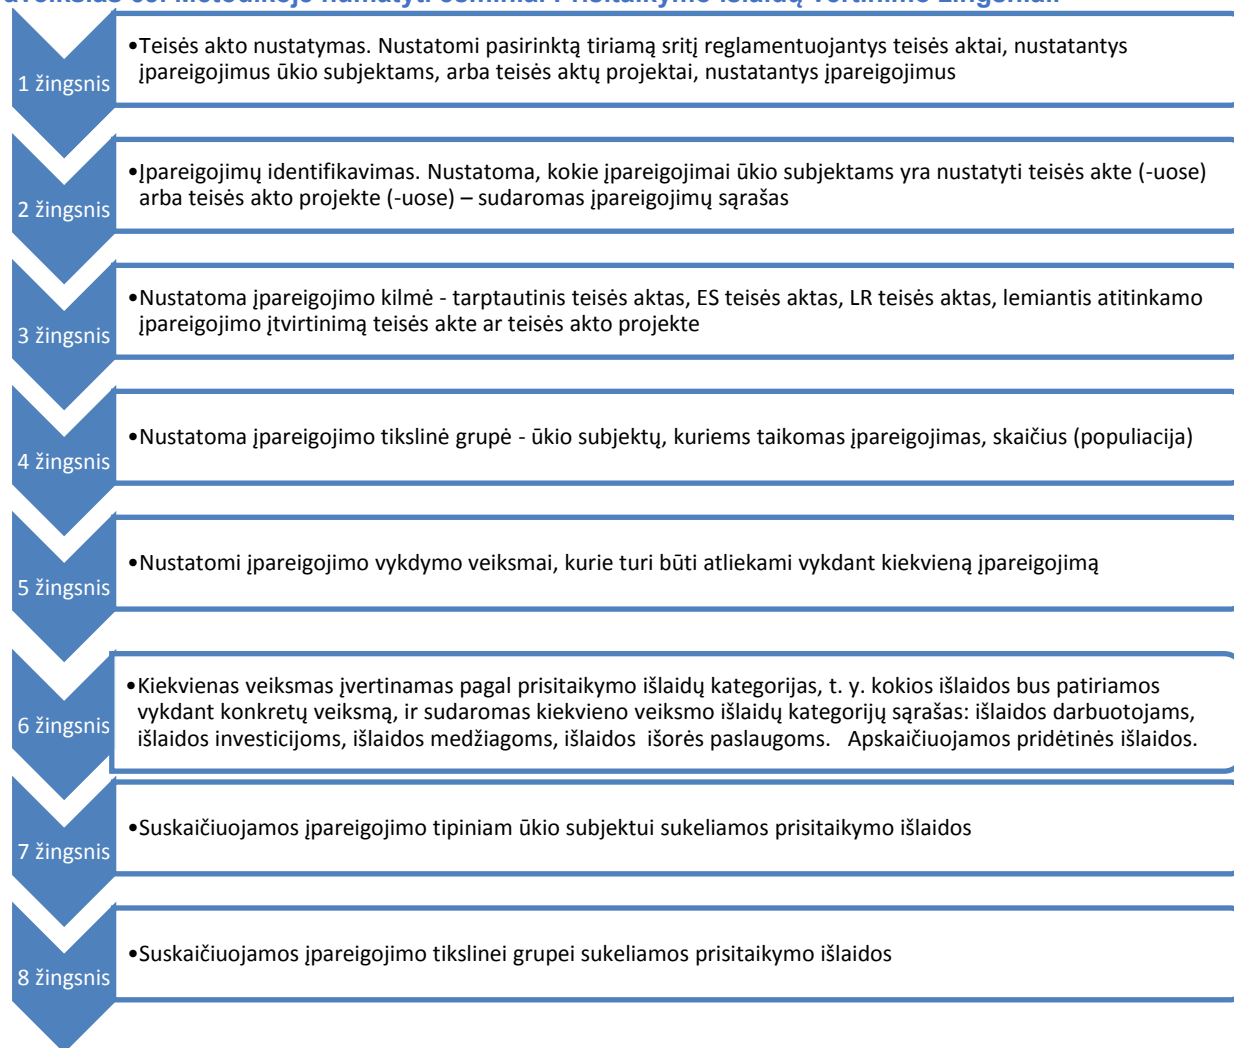 Metodikoje numatyti esminiai Prisitaikymo išlaidų vertinimo žingsniai:
1 žingsnis
•Teisės akto nustatymas. Nustatomi pasirinktą tiriamą sritį reglamentuojantys teisės aktai, nustatantys
įpareigojimus ūkio subjektams, arba teisės aktų projektai, nustatantys įpareigojimus
2 žingsnis
•Įpareigojimų identifikavimas. Nustatoma, kokie įpareigojimai ūkio subjektams yra nustatyti teisės akte (-uose)
arba teisės akto projekte (-uose) – sudaromas įpareigojimų sąrašas
3 žingsnis
•Nustatoma įpareigojimo kilmė - tarptautinis teisės aktas, ES teisės aktas, LR teisės aktas, lemiantis atitinkamo
įpareigojimo įtvirtinimą teisės akte ar teisės akto projekte
4 žingsnis
•Nustatoma įpareigojimo tikslinė grupė - ūkio subjektų, kuriems taikomas įpareigojimas, skaičius (populiacija)
5 žingsnis
•Nustatomi įpareigojimo vykdymo veiksmai, kurie turi būti atliekami vykdant kiekvieną įpareigojimą
6 žingsnis
•Kiekvienas veiksmas įvertinamas pagal prisitaikymo išlaidų kategorijas, t. y. kokios išlaidos bus patiriamos
vykdant konkretų veiksmą, ir sudaromas kiekvieno veiksmo išlaidų kategorijų sąrašas: išlaidos darbuotojams,
išlaidos investicijoms, išlaidos medžiagoms, išlaidos išorės paslaugoms. Apskaičiuojamos pridėtinės išlaidos.
7 žingsnis
•Suskaičiuojamos įpareigojimo tipiniam ūkio subjektui sukeliamos prisitaikymo išlaidos
8 žingsnis
•Suskaičiuojamos įpareigojimo tikslinei grupei sukeliamos prisitaikymo išlaidos